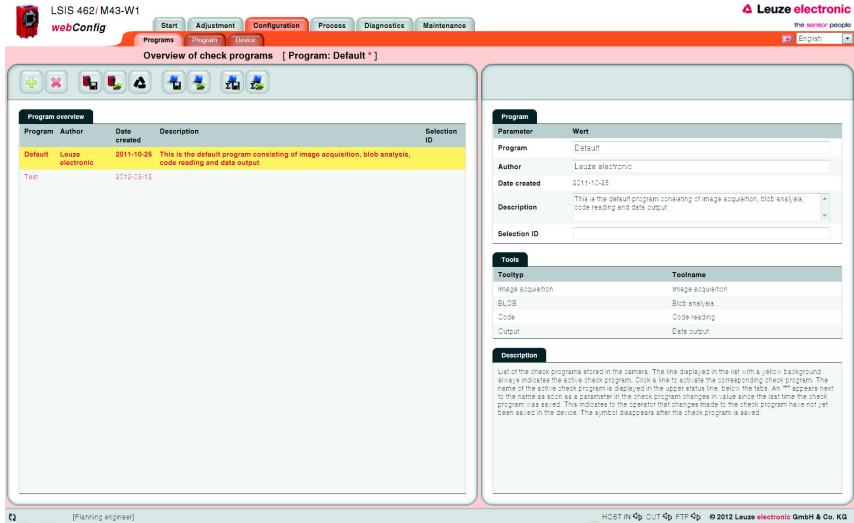 LSIS 462i M43-W1
webConfig
Leuze electronic
the sensor people
Start Adjustment Configuration Process Diagnostics Maintenance
Programs Program Device
English
Overview of check programs [ Program: Default * ]
Program overview
Program Author Date created Description Selection ID
Default Leuze electronic 2011-10-25 This is the default program consisting of image acquisition, blob analysis, code reading and data output
Test 2012-03-12
Program
Parameter Wert
Program Default
Author Leuze electronic
Date created 2011-10-25
Description This is the default program consisting of image acquisition, blob analysis,
code reading and data output
Selection ID
Tools
Tooltyp Toolname
Image acquisition Image acquisition
BLOB Blob analysis
Code Code reading
Output Data output
Description
List of the check programs stored in the camera. The line displayed in the list with a yellow background
always indicates the active check program. Click a line to activate the corresponding check program. The
name of the active check program is displayed in the upper status line, below the tabs. An "*" appears next
to the name as soon as a parameter in the check program changes in value since the last time the check
program was saved. This indicates to the operator that changes made to the check program have not yet
been saved in the device. The symbol disappears after the check program is saved.
[Planning engineer]
HOST IN OUT FTP © 2012 Leuze electronic GmbH & Co. KG